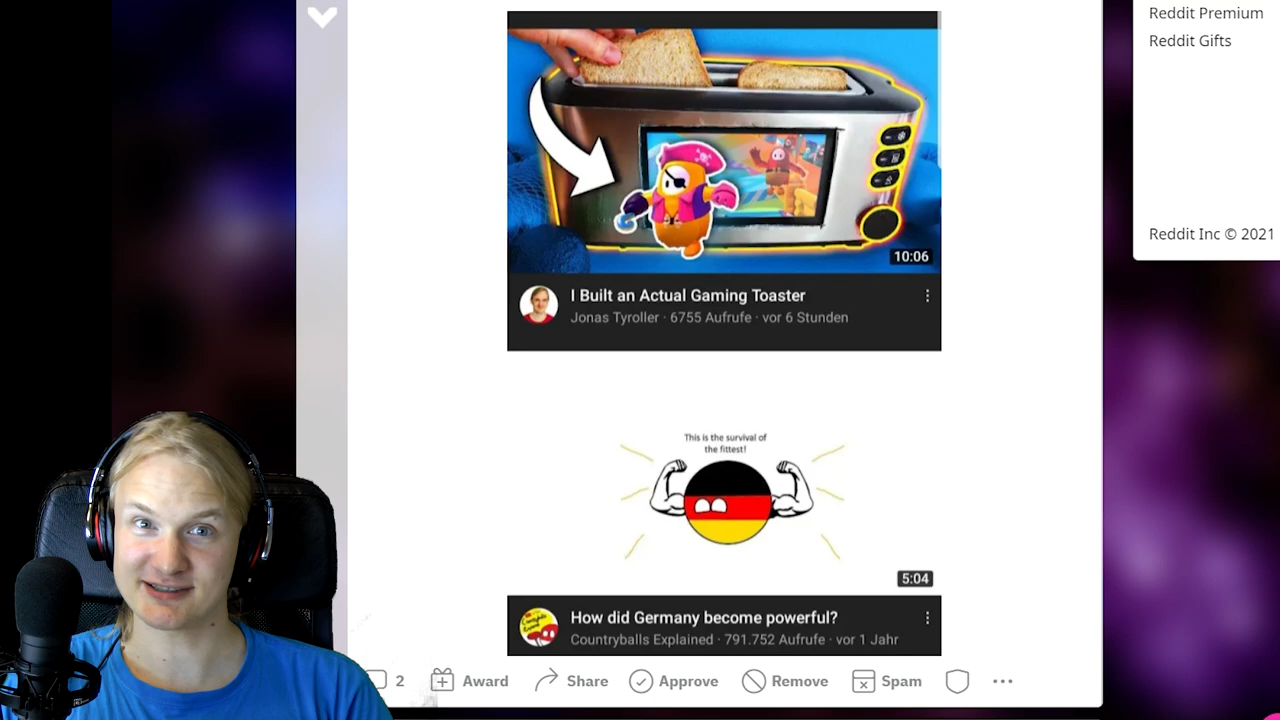 Reddit Premium
Reddit Gifts
Reddit Inc © 2021
10:06
I Built an Actual Gaming Toaster
Jonas Tyroller · 6755 Aufrufe · vor 6 Stunden
This is the survival of
the fittest!
5:04
How did Germany become powerful?
Countryballs Explained · 791.752 Aufrufe · vor 1 Jahr
2 Award Share Approve Remove Spam